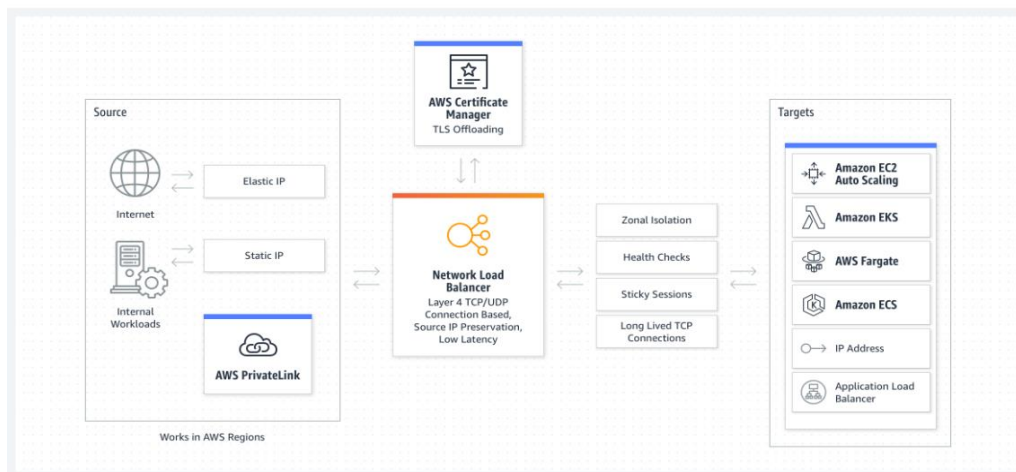 Source
Internet
Elastic IP
Internal
Workloads
Static IP
AWS PrivateLink
Works in AWS Regions
AWS Certificate
Manager
TLS Offloading
Network Load
Balancer
Layer 4 TCP/UDP
Connection Based,
Source IP Preservation,
Low Latency
Zonal Isolation
Health Checks
Sticky Sessions
Long Lived TCP
Connections
Targets
Amazon EC2
Auto Scaling
Amazon EKS
AWS Fargate
Amazon ECS
IP Address
Application Load
Balancer